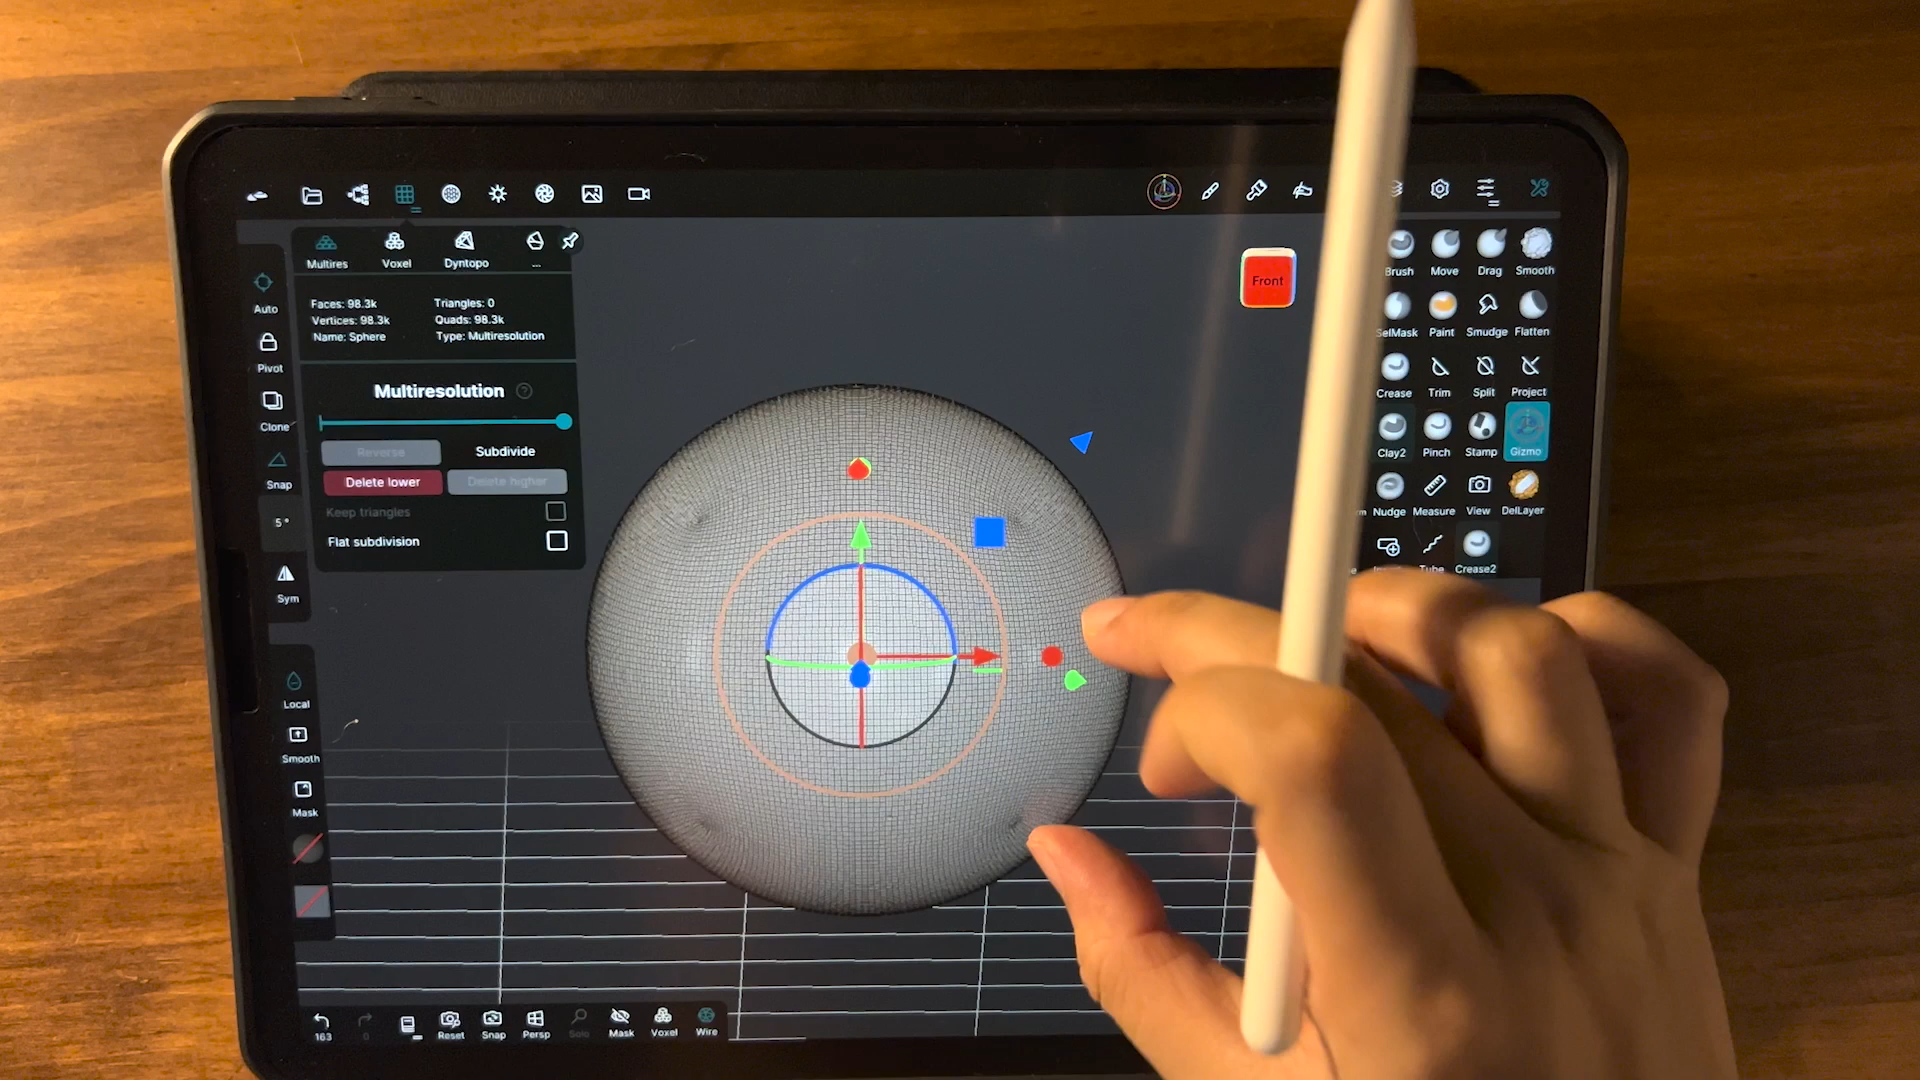 Multires Voxel Dyntopo ...
Faces: 98.3k Triangles: 0
Vertices: 98.3k Quads: 98.3k
Name: Sphere Type: Multiresolution
Multiresolution ?
Reverse Subdivide
Delete lower Delete higher
Keep triangles
Flat subdivision
Auto
Pivot
Clone
Snap
5°
Sym
Local
Smooth
Mask
Front
Brush Move Drag Smooth
SelMask Paint Smudge Flatten
Crease Trim Split Project
Clay2 Pinch Stamp Gizmo
Nudge Measure View DelLayer
Tube Crease2
163 0 Reset Snap Persp Solo Mask Voxel Wire